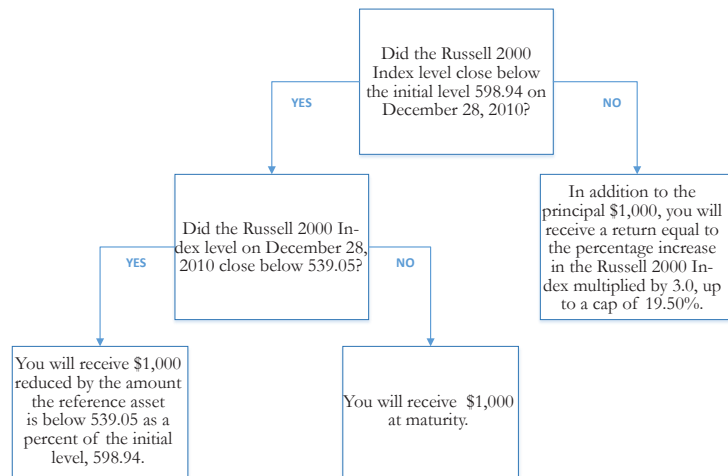 Did the Russell 2000
Index level close below
the initial level 598.94 on
December 28, 2010?
YES
NO
Did the Russell 2000 In-
dex level on December 28,
2010 close below 539.05?
In addition to the
principal $1,000, you will
receive a return equal to
the percentage increase
in the Russell 2000 In-
dex multiplied by 3.0, up
to a cap of 19.50%.
YES
NO
You will receive $1,000
reduced by the amount
the reference asset
is below 539.05 as a
percent of the initial
level, 598.94.
You will receive $1,000
at maturity.